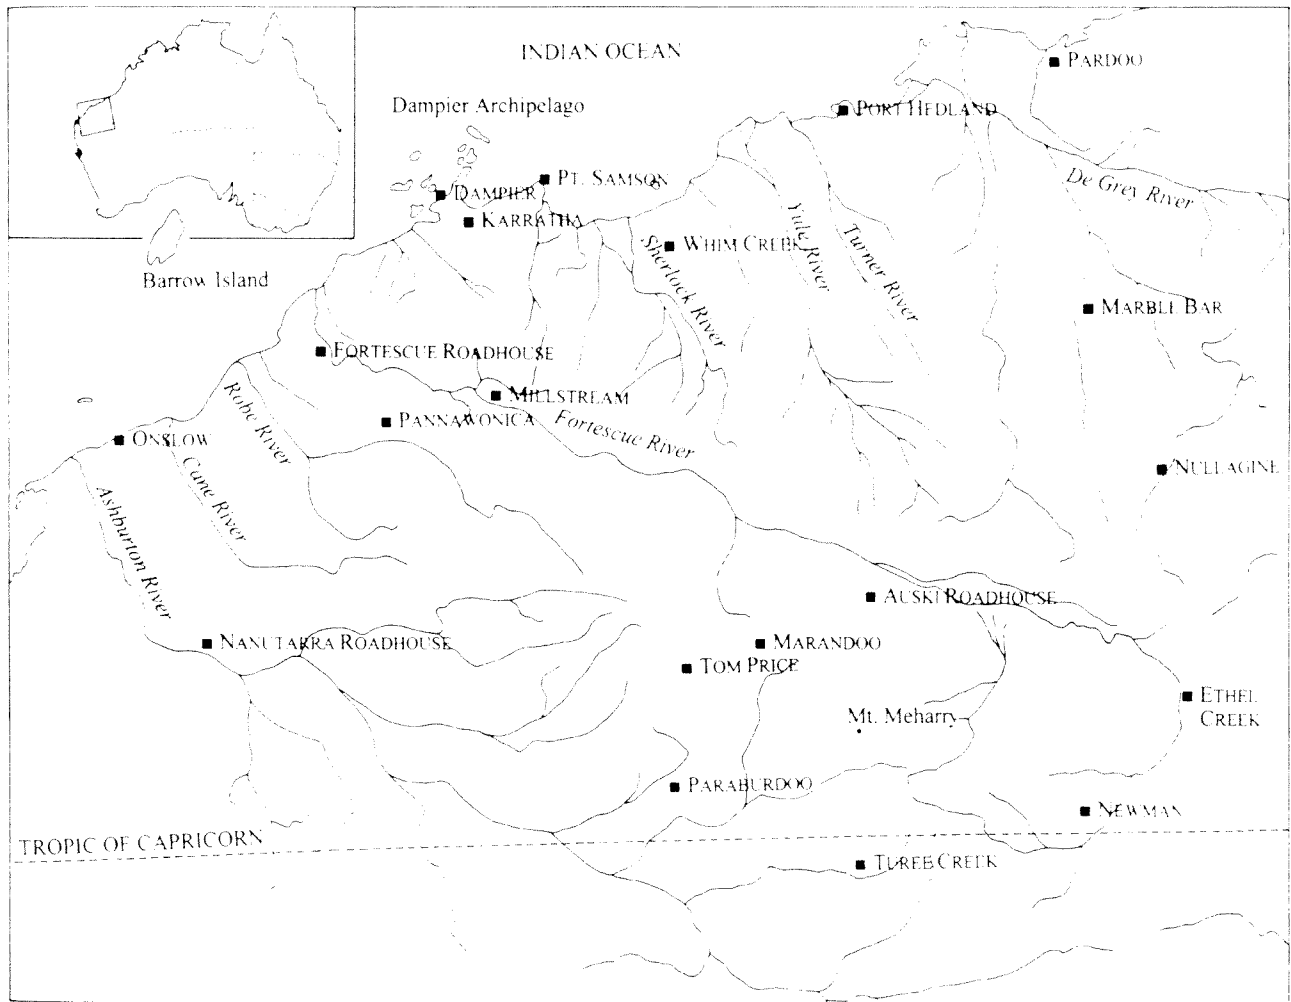 INDIAN OCEAN
PARDOO
Dampier Archipelago
PORT HEDLAND
PT. SAMSON
DAMPIER
De Grey River
KARRATHA
Yule River
Turner River
Sherlock River
WHIM CREEK
Barrow Island
MARBLE BAR
FORTESCUE ROADHOUSE
MILLSTREAM
Robe River
PANNAWONICA
Fortescue River
ONSLOW
Cane River
NULLAGINE
Ashburton River
AUSKI ROADHOUSE
NANUTARRA ROADHOUSE
MARANDOO
TOM PRICE
ETHEL
CREEK
Mt. Meharry
PARABURDOO
NEWMAN
TROPIC OF CAPRICORN
TUREE CREEK